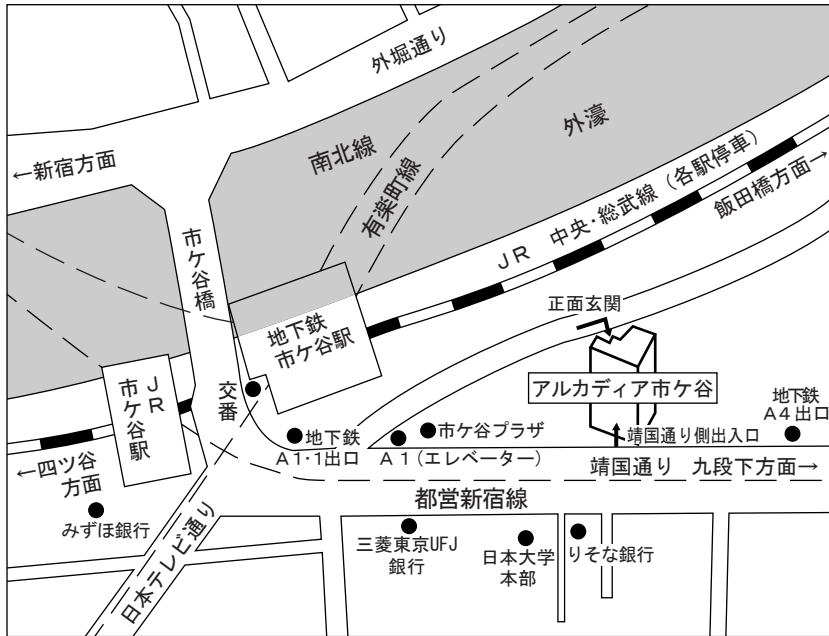 外堀通り
←新宿方面
南北線
外濠
有楽町線
JR 中央・総武線（各駅停車）
飯田橋方面→
市ケ谷橋
正面玄関
地下鉄
市ケ谷駅
JR
市ケ谷駅
交番
アルカディア市ケ谷
地下鉄
A4出口
地下鉄
A1・1出口
市ケ谷プラザ
A1（エレベーター）
靖国通り側出入口
←四ツ谷
方面
靖国通り 九段下方面→
都営新宿線
みずほ銀行
日本テレビ通り
三菱東京UFJ
銀行
日本大学
本部
りそな銀行